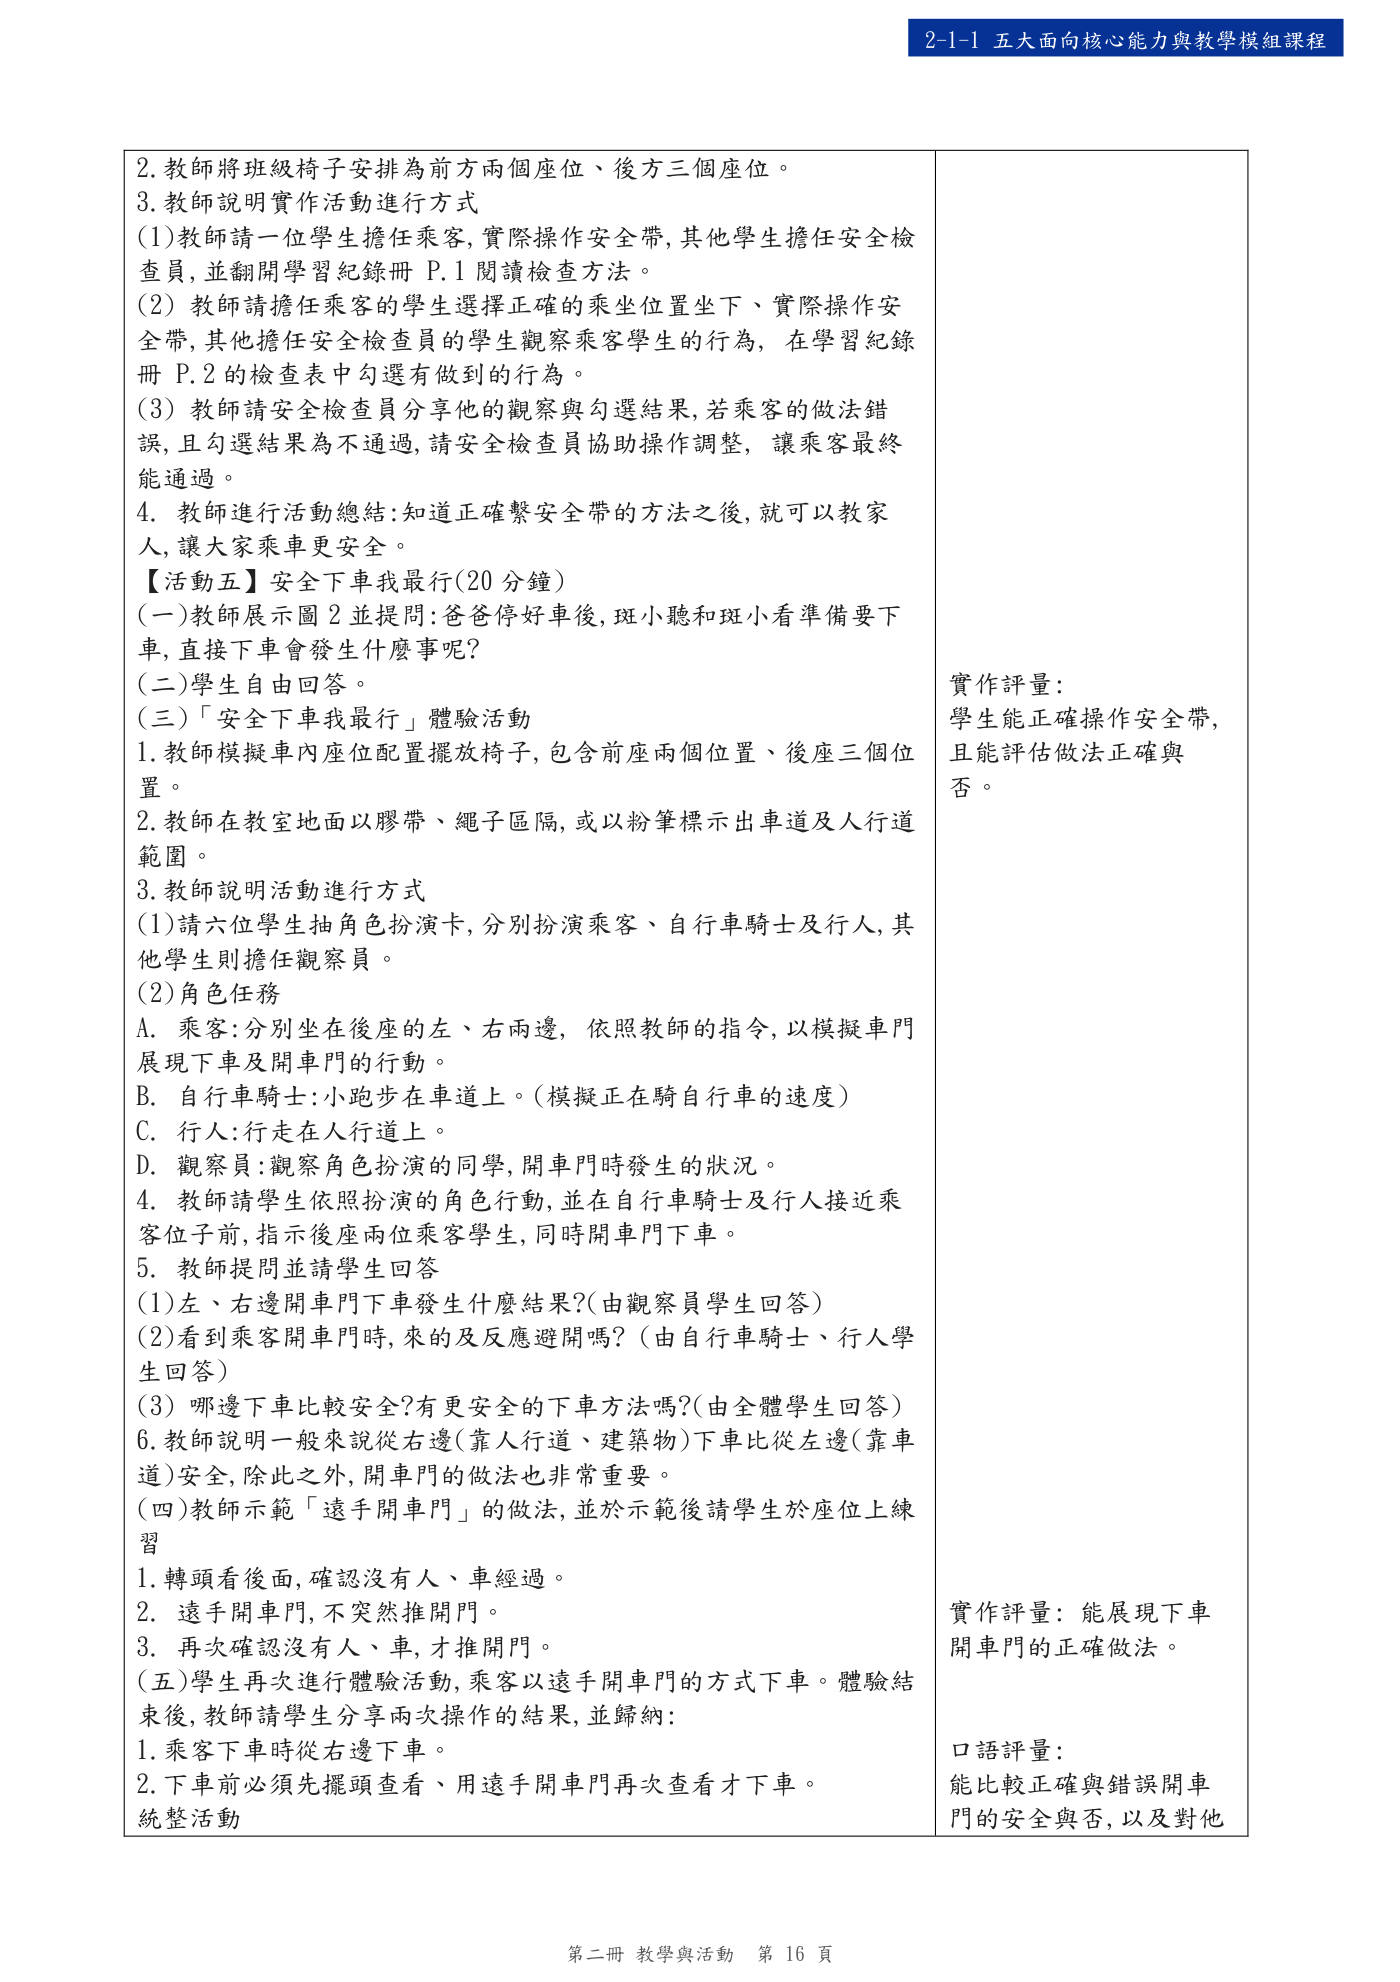 2-1-1 五大面向核心能力與教學模組課程
2.教師將班級椅子安排為前方兩個座位、後方三個座位。
3.教師說明實作活動進行方式
(1)教師請一位學生擔任乘客,實際操作安全帶,其他學生擔任安全檢
查員,並翻開學習紀錄冊 P.1 閱讀檢查方法。
(2) 教師請擔任乘客的學生選擇正確的乘坐位置坐下、實際操作安
全帶,其他擔任安全檢查員的學生觀察乘客學生的行為, 在學習紀錄
冊 P.2 的檢查表中勾選有做到的行為。
(3) 教師請安全檢查員分享他的觀察與勾選結果,若乘客的做法錯
誤,且勾選結果為不通過,請安全檢查員協助操作調整, 讓乘客最終
能通過。
4. 教師進行活動總結:知道正確繫安全帶的方法之後,就可以教家
人,讓大家乘車更安全。
【活動五】安全下車我最行(20 分鐘)
(一)教師展示圖 2 並提問:爸爸停好車後,斑小聽和斑小看準備要下
車,直接下車會發生什麼事呢?
(二)學生自由回答。
(三)「安全下車我最行」體驗活動
1.教師模擬車內座位配置擺放椅子,包含前座兩個位置、後座三個位
置。
2.教師在教室地面以膠帶、繩子區隔,或以粉筆標示出車道及人行道
範圍。
3.教師說明活動進行方式
(1)請六位學生抽角色扮演卡,分別扮演乘客、自行車騎士及行人,其
他學生則擔任觀察員。
(2)角色任務
A. 乘客:分別坐在後座的左、右兩邊, 依照教師的指令,以模擬車門
展現下車及開車門的行動。
B. 自行車騎士:小跑步在車道上。(模擬正在騎自行車的速度)
C. 行人:行走在人行道上。
D. 觀察員:觀察角色扮演的同學,開車門時發生的狀況。
4. 教師請學生依照扮演的角色行動,並在自行車騎士及行人接近乘
客位子前,指示後座兩位乘客學生,同時開車門下車。
5. 教師提問並請學生回答
(1)左、右邊開車門下車發生什麼結果?(由觀察員學生回答)
(2)看到乘客開車門時,來的及反應避開嗎? (由自行車騎士、行人學
生回答)
(3) 哪邊下車比較安全?有更安全的下車方法嗎?(由全體學生回答)
6.教師說明一般來說從右邊(靠人行道、建築物)下車比從左邊(靠車
道)安全,除此之外,開車門的做法也非常重要。
(四)教師示範「遠手開車門」的做法,並於示範後請學生於座位上練
習
1.轉頭看後面,確認沒有人、車經過。
2. 遠手開車門,不突然推開門。
3. 再次確認沒有人、車,才推開門。
(五)學生再次進行體驗活動,乘客以遠手開車門的方式下車。體驗結
束後,教師請學生分享兩次操作的結果,並歸納:
1.乘客下車時從右邊下車。
2.下車前必須先擺頭查看、用遠手開車門再次查看才下車。
統整活動
實作評量:
學生能正確操作安全帶,
且能評估做法正確與
否。
實作評量: 能展現下車
開車門的正確做法。
口語評量:
能比較正確與錯誤開車
門的安全與否,以及對他
第二冊 教學與活動 第 16 頁